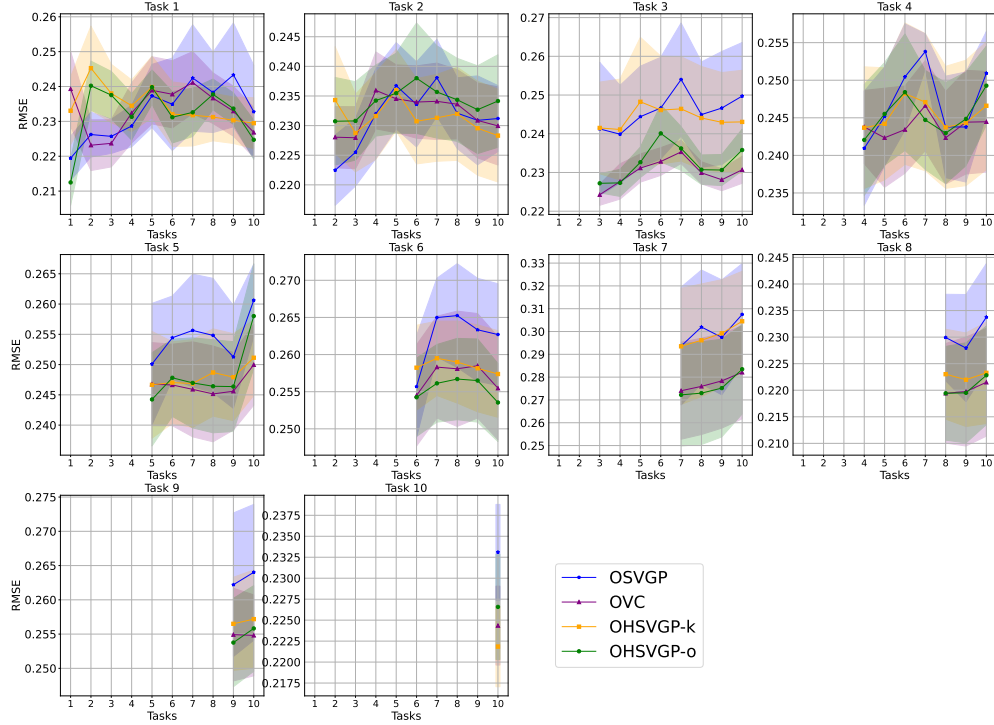 Task 1
RMSE
0.26
0.25
0.24
0.23
0.22
0.21
1 2 3 4 5 6 7 8 9 10
Tasks
Task 2
0.245
0.240
0.235
0.230
0.225
0.220
1 2 3 4 5 6 7 8 9 10
Tasks
Task 3
0.27
0.26
0.25
0.24
0.23
0.22
1 2 3 4 5 6 7 8 9 10
Tasks
Task 4
0.255
0.250
0.245
0.240
0.235
1 2 3 4 5 6 7 8 9 10
Tasks
Task 5
RMSE
0.265
0.260
0.255
0.250
0.245
0.240
1 2 3 4 5 6 7 8 9 10
Tasks
Task 6
0.270
0.265
0.260
0.255
0.250
1 2 3 4 5 6 7 8 9 10
Tasks
Task 7
0.33
0.32
0.31
0.30
0.29
0.28
0.27
0.26
0.25
1 2 3 4 5 6 7 8 9 10
Tasks
Task 8
0.245
0.240
0.235
0.230
0.225
0.220
0.215
0.210
1 2 3 4 5 6 7 8 9 10
Tasks
Task 9
RMSE
0.275
0.270
0.265
0.260
0.255
0.250
1 2 3 4 5 6 7 8 9 10
Tasks
Task 10
0.2375
0.2350
0.2325
0.2300
0.2275
0.2250
0.2225
0.2200
0.2175
1 2 3 4 5 6 7 8 9 10
Tasks
OSVGP
OVC
OHSVGP-k
OHSVGP-o